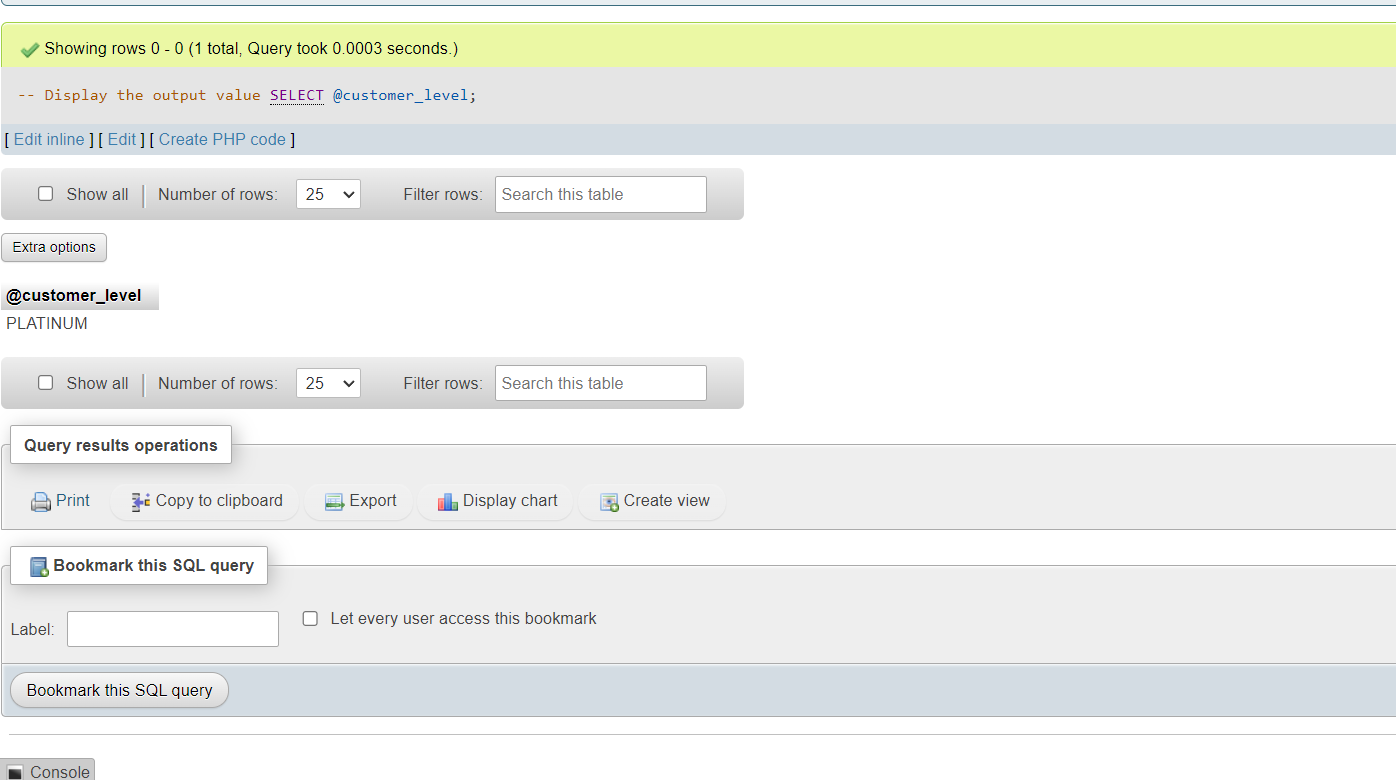 Showing rows 0 - 0 (1 total, Query took 0.0003 seconds.)
-- Display the output value SELECT @customer_level;
[ Edit inline ] [ Edit ] [ Create PHP code ]
Show all Number of rows: 25 Filter rows: Search this table
Extra options
@customer_level
PLATINUM
Show all Number of rows: 25 Filter rows: Search this table
Query results operations
Print Copy to clipboard Export Display chart Create view
Bookmark this SQL query
Label: Let every user access this bookmark
Bookmark this SQL query
Console